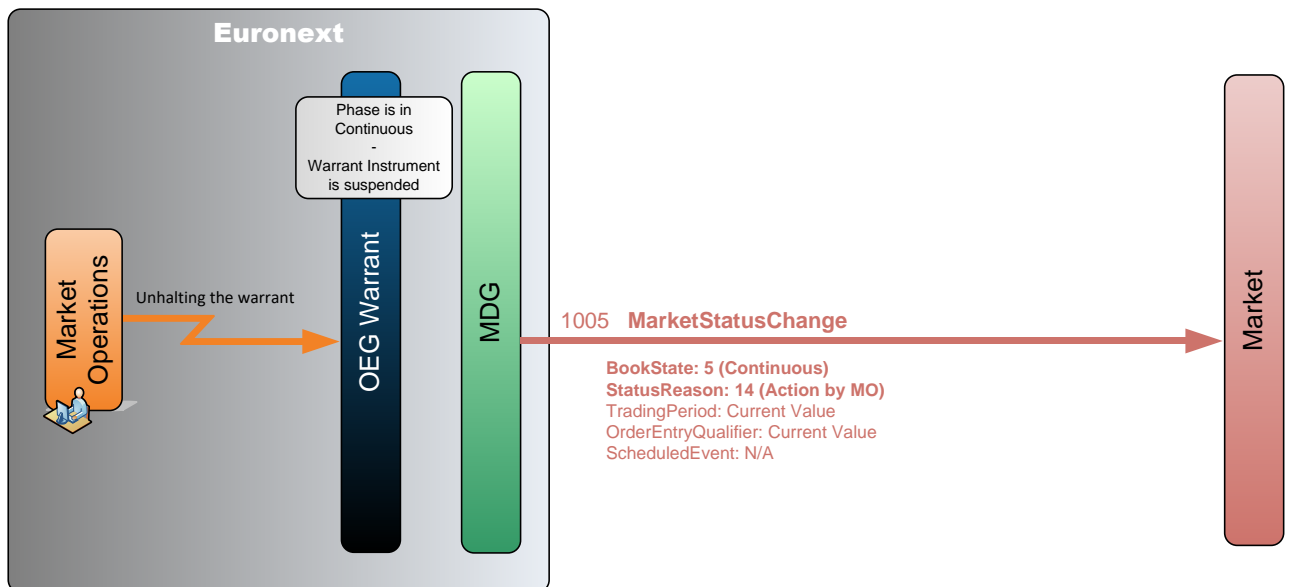 Euronext
Phase is in
Continuous
-
Warrant Instrument
is suspended
Market
Operations
Unhalting the warrant
OEG Warrant
MDG
1005 MarketStatusChange
BookState: 5 (Continuous)
StatusReason: 14 (Action by MO)
TradingPeriod: Current Value
OrderEntryQualifier: Current Value
ScheduledEvent: N/A
Market